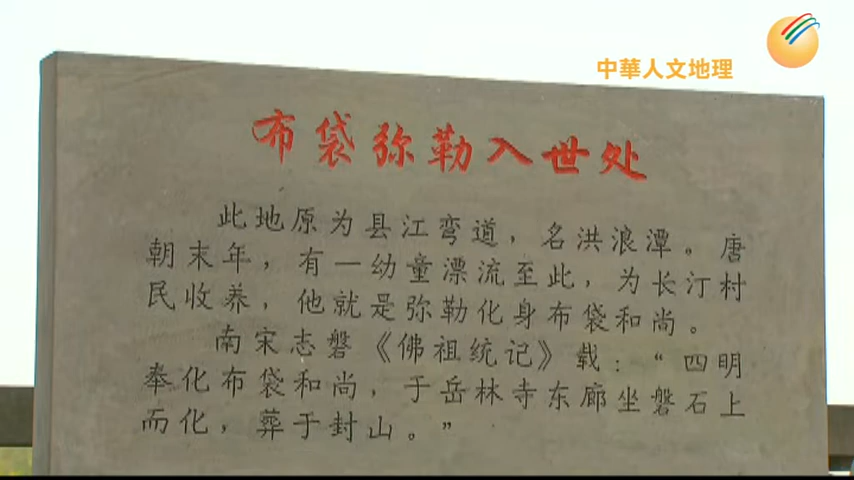 中華人文地理
布袋弥勒入世处
此地原为县江弯道，名洪浪潭。唐
朝末年，有一幼童漂流至此，为长汀村
民收养，他就是弥勒化身布袋和尚。
南宋志磐《佛祖统记》载：“四明
奉化布袋和尚，于岳林寺东廊坐磐石上
而化，葬于封山。”